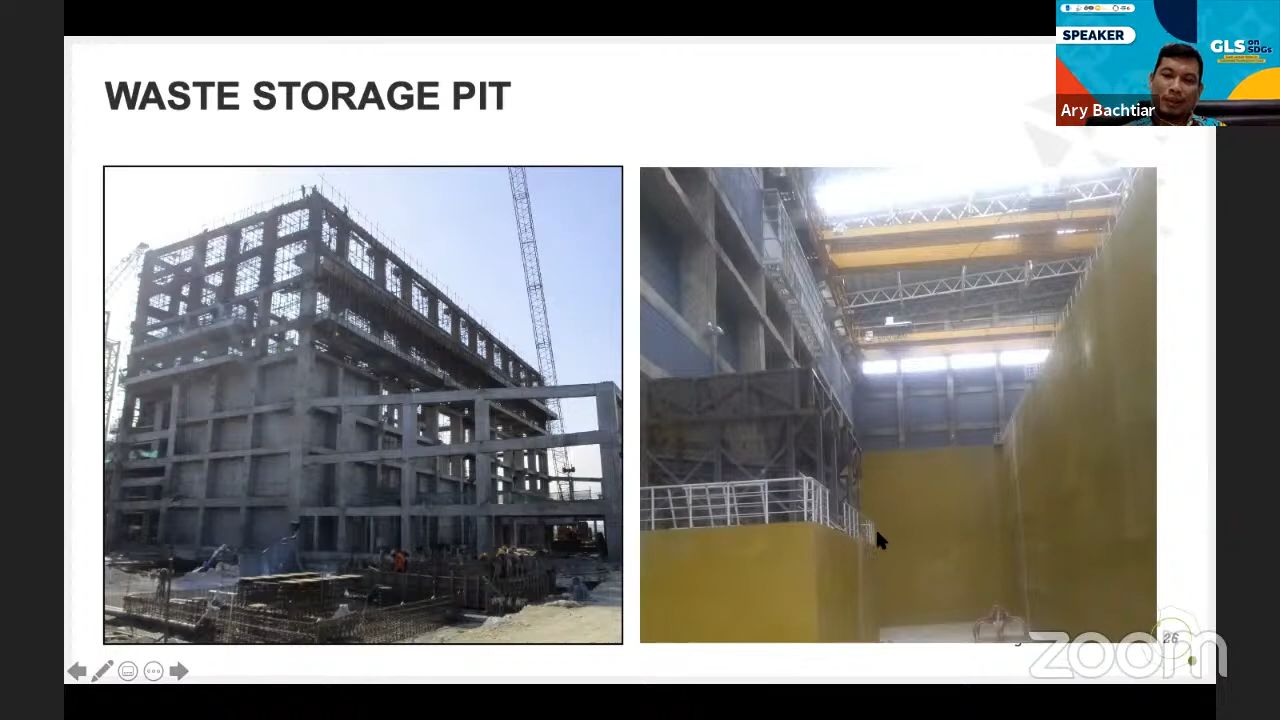 WASTE STORAGE PIT
SPEAKER
GLS on SDGs
Ary Bachtiar
26
zoom